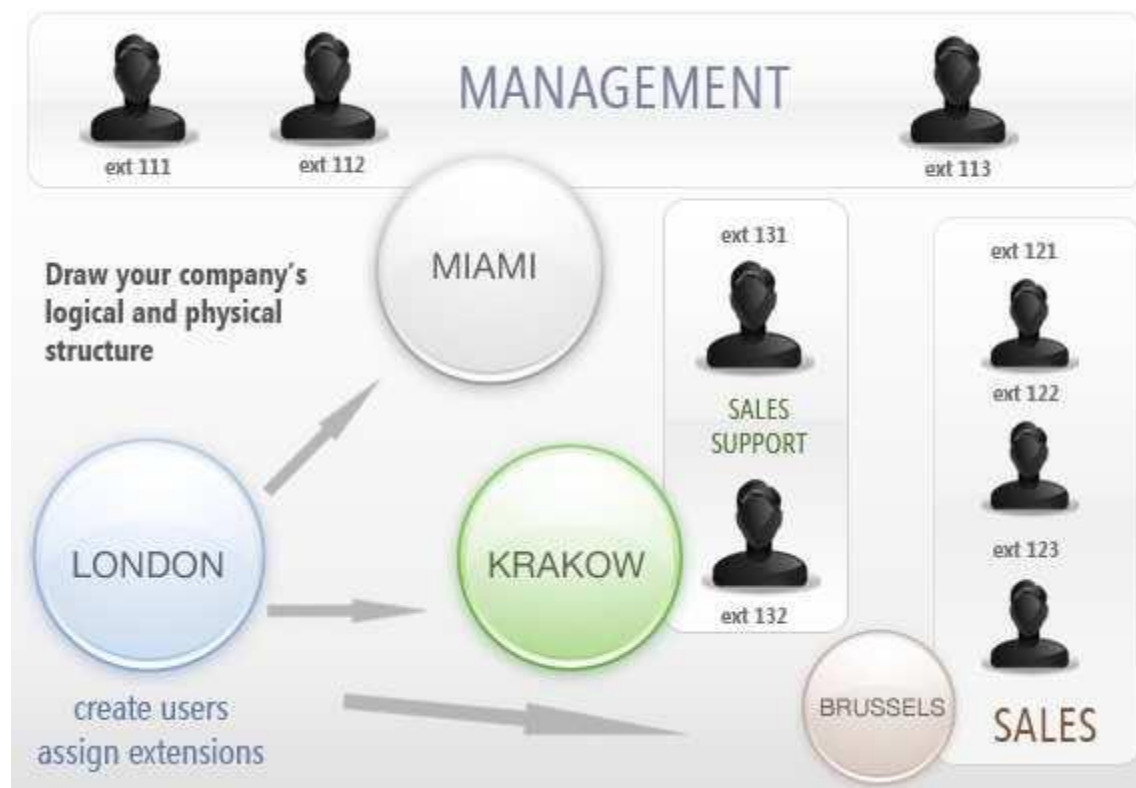 MANAGEMENT
ext 111
ext 112
ext 113
MIAMI
Draw your company's
logical and physical
structure
ext 131
SALES
SUPPORT
ext 132
ext 121
ext 122
ext 123
SALES
LONDON
KRAKOW
BRUSSELS
create users
assign extensions